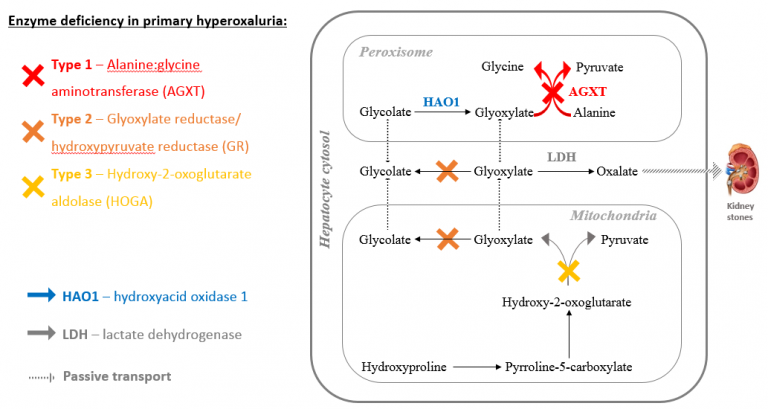 Enzyme deficiency in primary hyperoxaluria:
Type 1 – Alanine:glycine
aminotransferase (AGXT)
Type 2 – Glyoxylate reductase/
hydroxypyruvate reductase (GR)
Type 3 – Hydroxy-2-oxoglutarate
aldolase (HOGA)
HAO1 – hydroxyacid oxidase 1
LDH – lactate dehydrogenase
Passive transport
Hepatocyte cytosol
Peroxisome
Glycine
Pyruvate
HAO1
AGXT
Glycolate
Glyoxylate
Alanine
LDH
Glycolate
Glyoxylate
Oxalate
Kidney
stones
Mitochondria
Glycolate
Glyoxylate
Pyruvate
Hydroxy-2-oxoglutarate
Hydroxyproline
Pyrroline-5-carboxylate